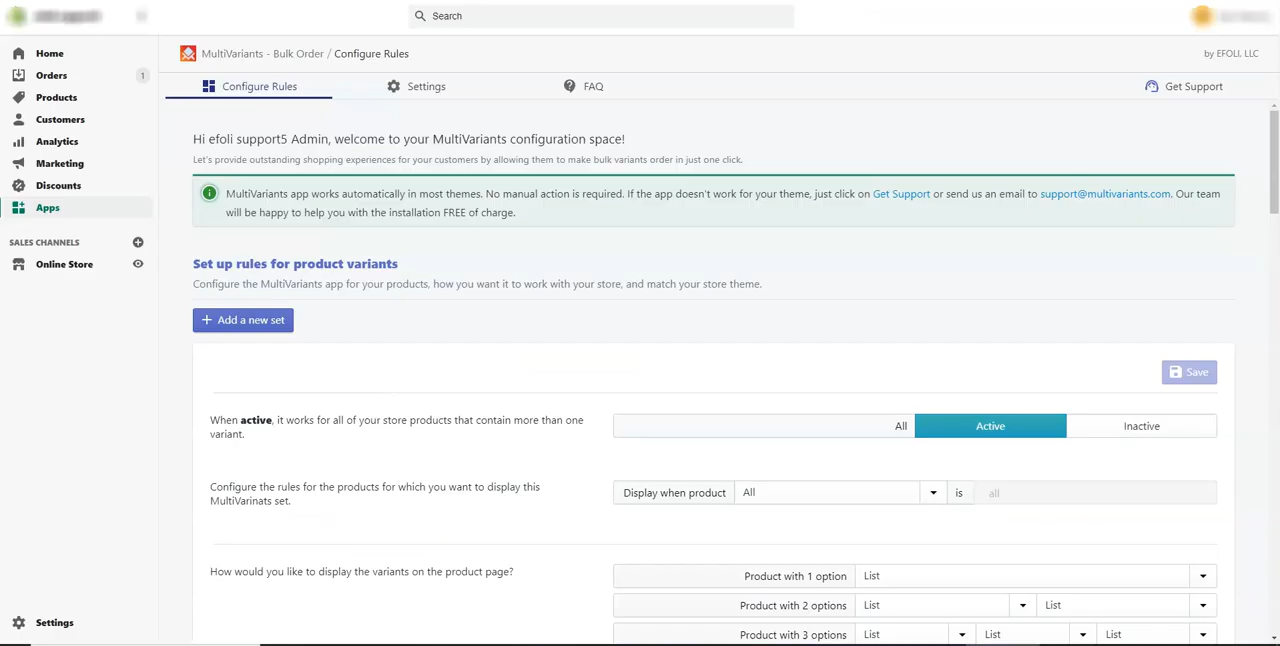 Search
Home
Orders 1
Products
Customers
Analytics
Marketing
Discounts
Apps
SALES CHANNELS
Online Store
Settings
MultiVariants - Bulk Order / Configure Rules
by EFOLI, LLC
Configure Rules Settings FAQ Get Support
Hi efoli support5 Admin, welcome to your MultiVariants configuration space!
Let's provide outstanding shopping experiences for your customers by allowing them to make bulk variants order in just one click.
MultiVariants app works automatically in most themes. No manual action is required. If the app doesn't work for your theme, just click on Get Support or send us an email to support@multivariants.com. Our team
will be happy to help you with the installation FREE of charge.
Set up rules for product variants
Configure the MultiVariants app for your products, how you want it to work with your store, and match your store theme.
+ Add a new set
Save
When active, it works for all of your store products that contain more than one
variant.
All Active Inactive
Configure the rules for the products for which you want to display this
MultiVarinats set.
Display when product All is all
How would you like to display the variants on the product page?
Product with 1 option List
Product with 2 options List List
Product with 3 options List List List